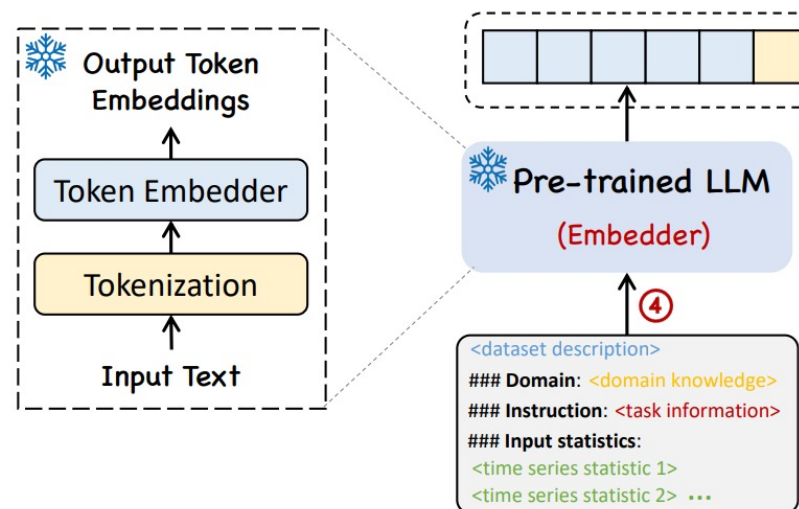 Output Token
Embeddings
Token Embedder
Tokenization
Input Text
Pre-trained LLM
(Embedder)
4
<dataset description>
### Domain: <domain knowledge>
### Instruction: <task information>
### Input statistics:
<time series statistic 1>
<time series statistic 2> ...